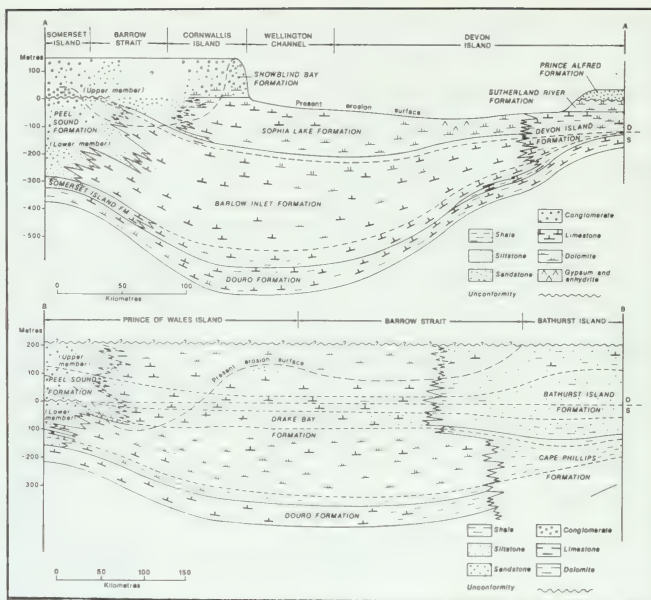 A A
SOMERSET ISLAND BARROW STRAIT CORNWALLIS ISLAND WELLINGTON CHANNEL DEVON ISLAND
Metres
100
0
-100
-200
-300
-400
-500
(Upper member)
PEEL SOUND FORMATION
(Lower member)
SOMERSET ISLAND FM
SNOWBLIND BAY FORMATION
Present erosion surface
SOPHIA LAKE FORMATION
BARLOW INLET FORMATION
DOURO FORMATION
PRINCE ALFRED FORMATION
SUTHERLAND RIVER FORMATION
DEVON ISLAND FORMATION
D
S
Conglomerate
Shale Limestone
Siltstone Dolomite
Sandstone Gypsum and anhydrite
Unconformity
0 50 100
Kilometres
B B
PRINCE OF WALES ISLAND BARROW STRAIT BATHURST ISLAND
Metres
200
100
0
-100
-200
300
(Upper member)
PEEL SOUND FORMATION
(Lower member)
Present erosion surface
DRAKE BAY FORMATION
DOURO FORMATION
BATHURST ISLAND FORMATION
CAPE PHILLIPS FORMATION
D
S
Shale Conglomerate
Siltstone Limestone
Sandstone Dolomite
Unconformity
0 50 100 150
Kilometres